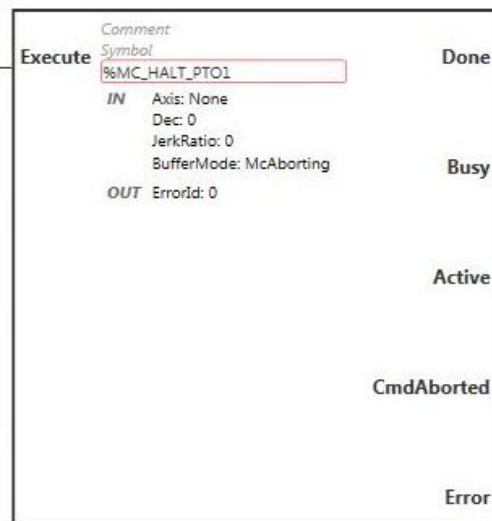 Comment
Execute Symbol Done
%MC_HALT_PTO1
IN Axis: None
Dec: 0
JerkRatio: 0
BufferMode: McAborting
Busy
OUT ErrorId: 0
Active
CmdAborted
Error